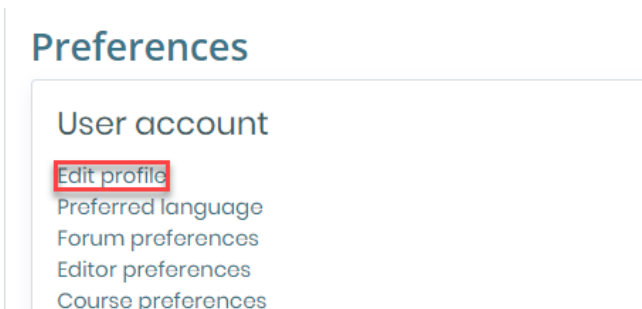 Preferences
User account
Edit profile
Preferred language
Forum preferences
Editor preferences
Course preferences